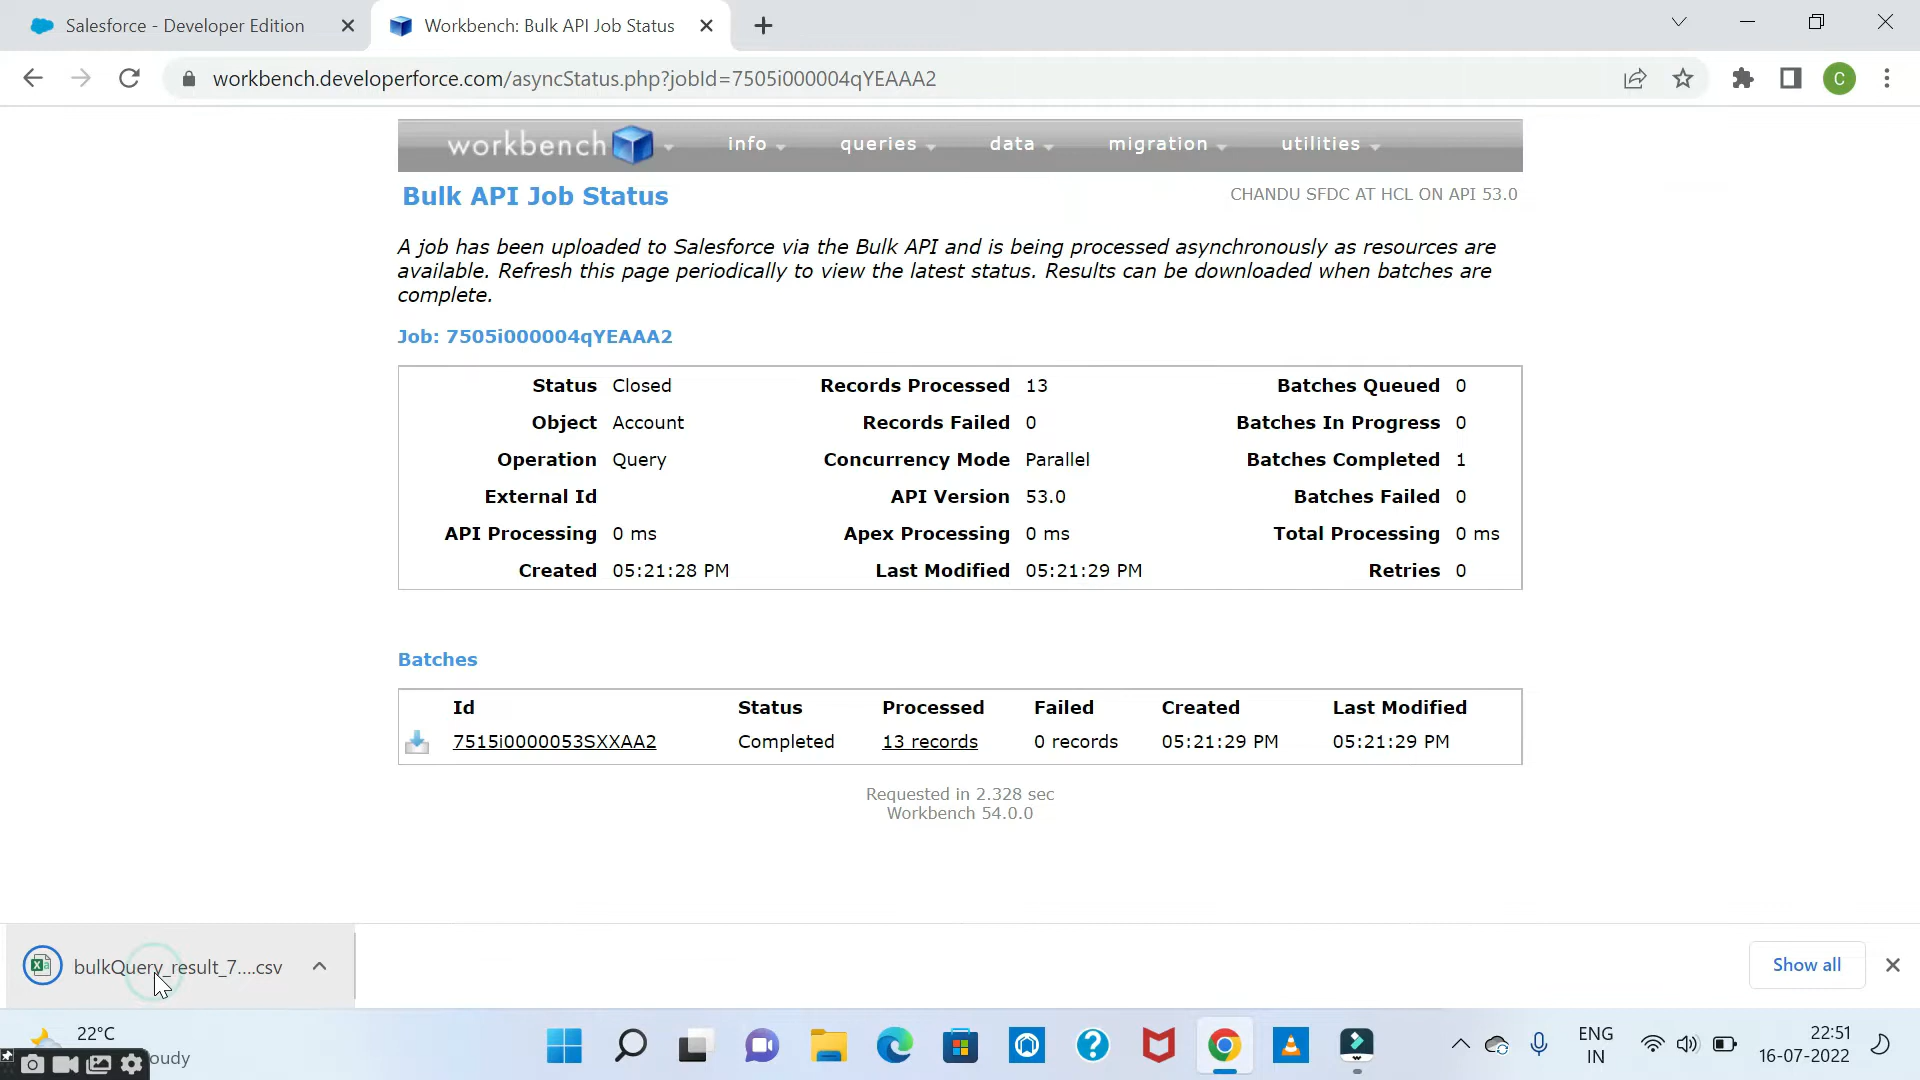 Salesforce - Developer Edition
Workbench: Bulk API Job Status
workbench.developerforce.com/asyncStatus.php?jobId=7505i000004qYEAAA2
C
workbench info queries data migration utilities
Bulk API Job Status
CHANDU SFDC AT HCL ON API 53.0
A job has been uploaded to Salesforce via the Bulk API and is being processed asynchronously as resources are
available. Refresh this page periodically to view the latest status. Results can be downloaded when batches are
complete.
Job: 7505i000004qYEAAA2
Status Closed Records Processed 13 Batches Queued 0
Object Account Records Failed 0 Batches In Progress 0
Operation Query Concurrency Mode Parallel Batches Completed 1
External Id API Version 53.0 Batches Failed 0
API Processing 0 ms Apex Processing 0 ms Total Processing 0 ms
Created 05:21:28 PM Last Modified 05:21:29 PM Retries 0
Batches
Id Status Processed Failed Created Last Modified
7515i0000053SXXAA2 Completed 13 records 0 records 05:21:29 PM 05:21:29 PM
Requested in 2.328 sec
Workbench 54.0.0
bulkQuery_result_7....csv
Show all
22°C
oudy
ENG
IN
22:51
16-07-2022